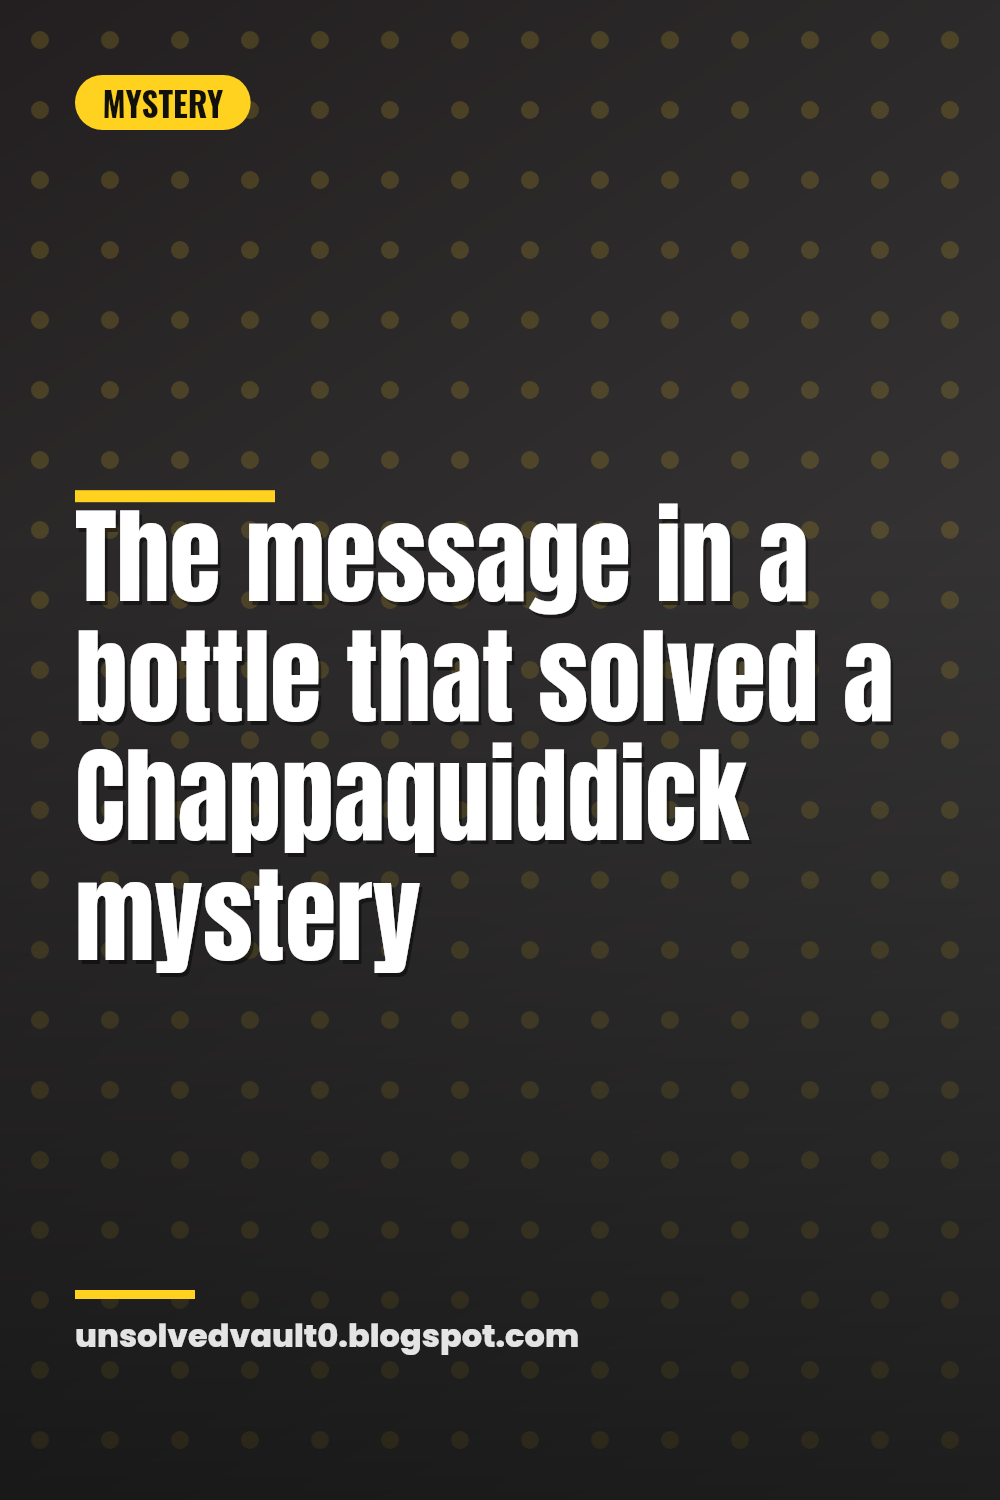 MYSTERY
The message in a
bottle that solved a
Chappaquiddick
mystery
unsolvedvault0.blogspot.com